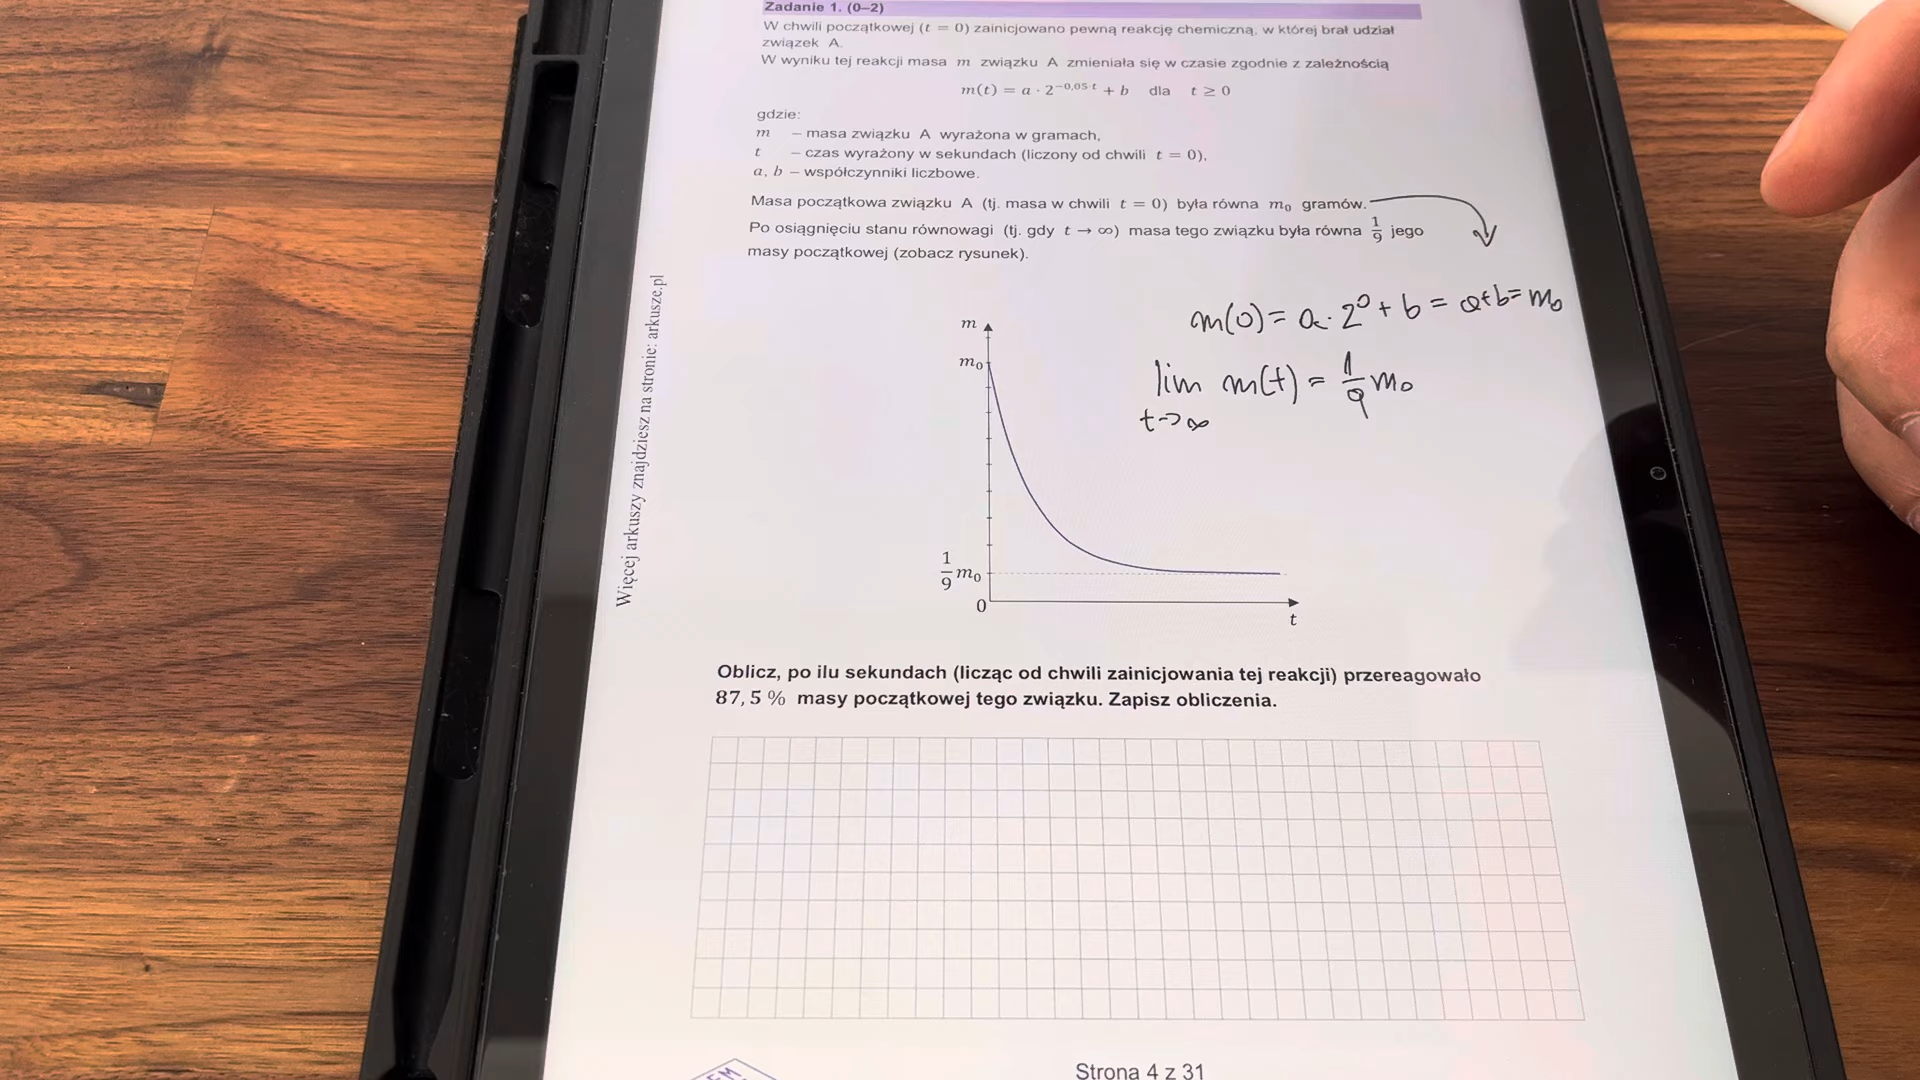 Zadanie 1. (0–2)
W chwili początkowej (t = 0) zainicjowano pewną reakcję chemiczną, w której brał udział
związek A.
W wyniku tej reakcji masa m związku A zmieniała się w czasie zgodnie z zależnością
m(t) = a · 2^{−0,05·t} + b dla t ≥ 0
gdzie:
m – masa związku A wyrażona w gramach,
t – czas wyrażony w sekundach (liczony od chwili t = 0),
a, b – współczynniki liczbowe.
Masa początkowa związku A (tj. masa w chwili t = 0) była równa m₀ gramów.
Po osiągnięciu stanu równowagi (tj. gdy t → ∞) masa tego związku była równa 1/9 jego
masy początkowej (zobacz rysunek).
m(0) = a · 2⁰ + b = a+b = m₀
lim m(t) = 1/9 m₀
t→∞
m
m₀
1/9 m₀
0
t
Więcej arkuszy znajdziesz na stronie: arkusze.pl
Oblicz, po ilu sekundach (licząc od chwili zainicjowania tej reakcji) przereagowało
87,5 % masy początkowej tego związku. Zapisz obliczenia.
Strona 4 z 31